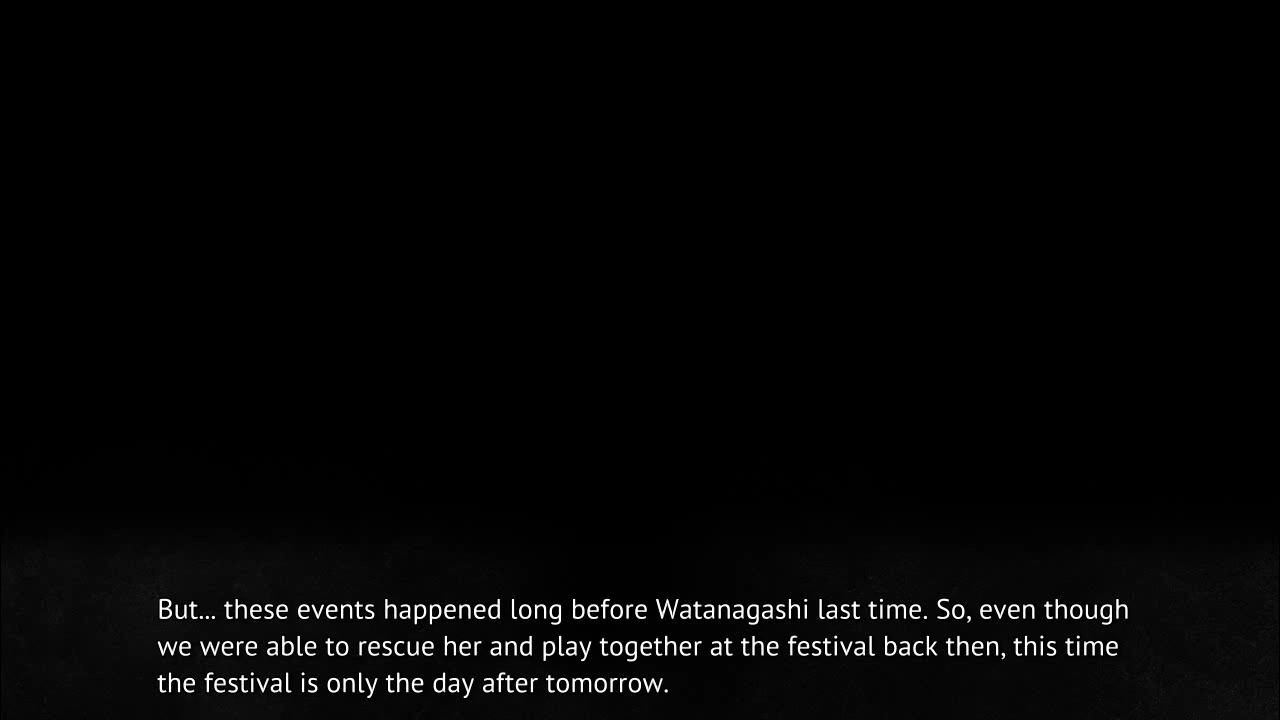 But... these events happened long before Watanagashi last time. So, even though
we were able to rescue her and play together at the festival back then, this time
the festival is only the day after tomorrow.